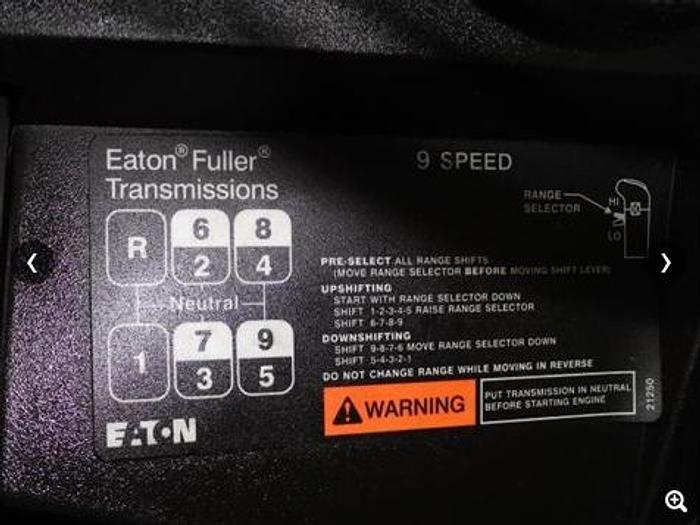 Eaton® Fuller®
Transmissions
9 SPEED
RANGE
SELECTOR
HI
LO
R 6 8
2 4
Neutral
1 7 9
3 5
PRE-SELECT ALL RANGE SHIFTS
(MOVE RANGE SELECTOR BEFORE MOVING SHIFT LEVER)
UPSHIFTING
START WITH RANGE SELECTOR DOWN
SHIFT 1-2-3-4-5 RAISE RANGE SELECTOR
SHIFT 6-7-8-9
DOWNSHIFTING
SHIFT 9-8-7-6 MOVE RANGE SELECTOR DOWN
SHIFT 5-4-3-2-1
DO NOT CHANGE RANGE WHILE MOVING IN REVERSE
WARNING
PUT TRANSMISSION IN NEUTRAL
BEFORE STARTING ENGINE
21250
EATON